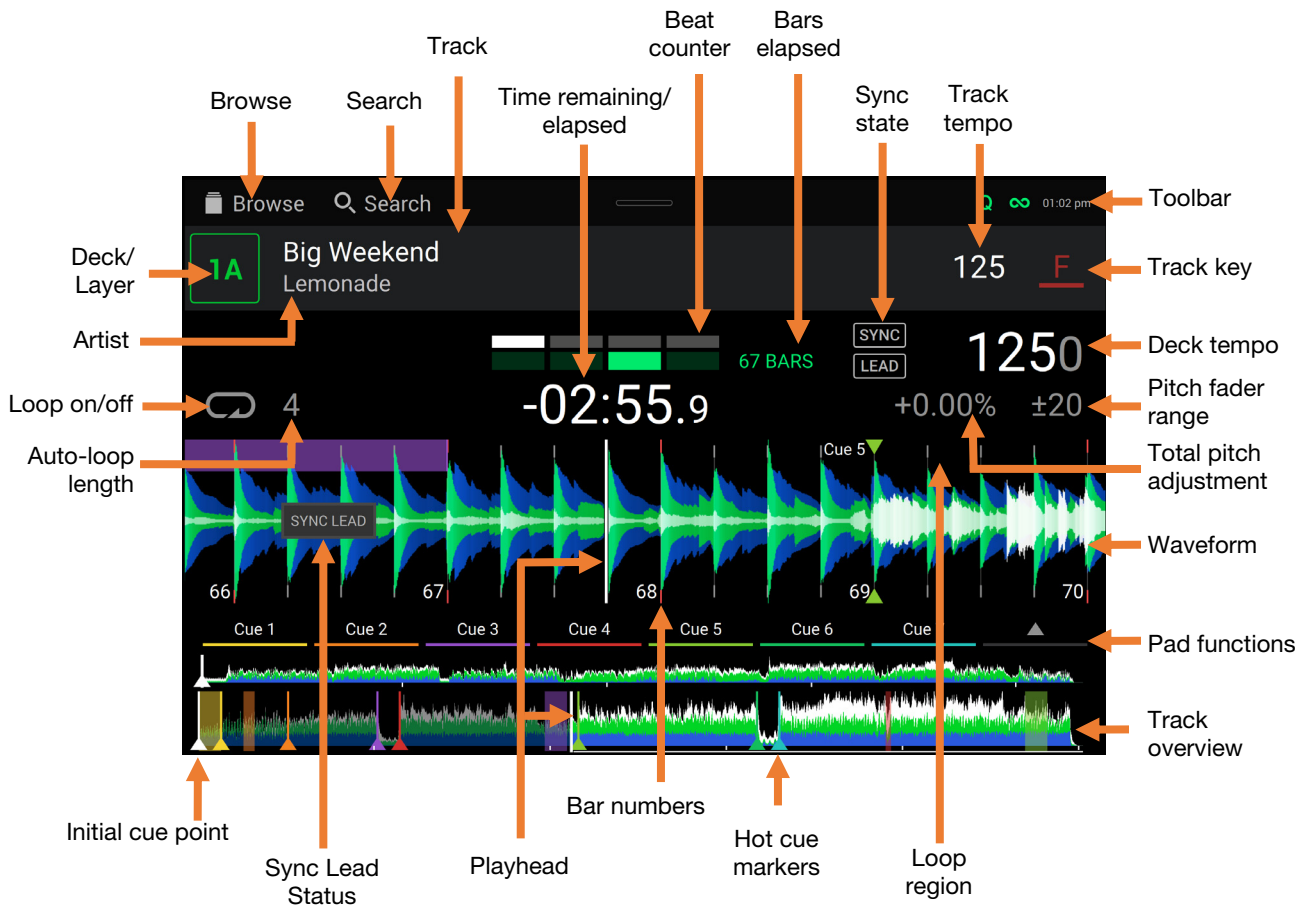 Beat
counter
Bars
elapsed
Track
Browse
Search
Time remaining/
elapsed
Sync
state
Track
tempo
Browse
Search
01:02 pm
Toolbar
Deck/
Layer
1A
Big Weekend
Lemonade
125
F
Track key
Artist
67 BARS
SYNC
LEAD
1250
Deck tempo
Loop on/off
4
-02:55.9
+0.00%
±20
Pitch fader
range
Auto-loop
length
Cue 5
Total pitch
adjustment
SYNC LEAD
Waveform
66
67
68
69
70
Cue 1
Cue 2
Cue 3
Cue 4
Cue 5
Cue 6
Cue
Pad functions
Track
overview
Initial cue point
Sync Lead
Status
Playhead
Bar numbers
Hot cue
markers
Loop
region